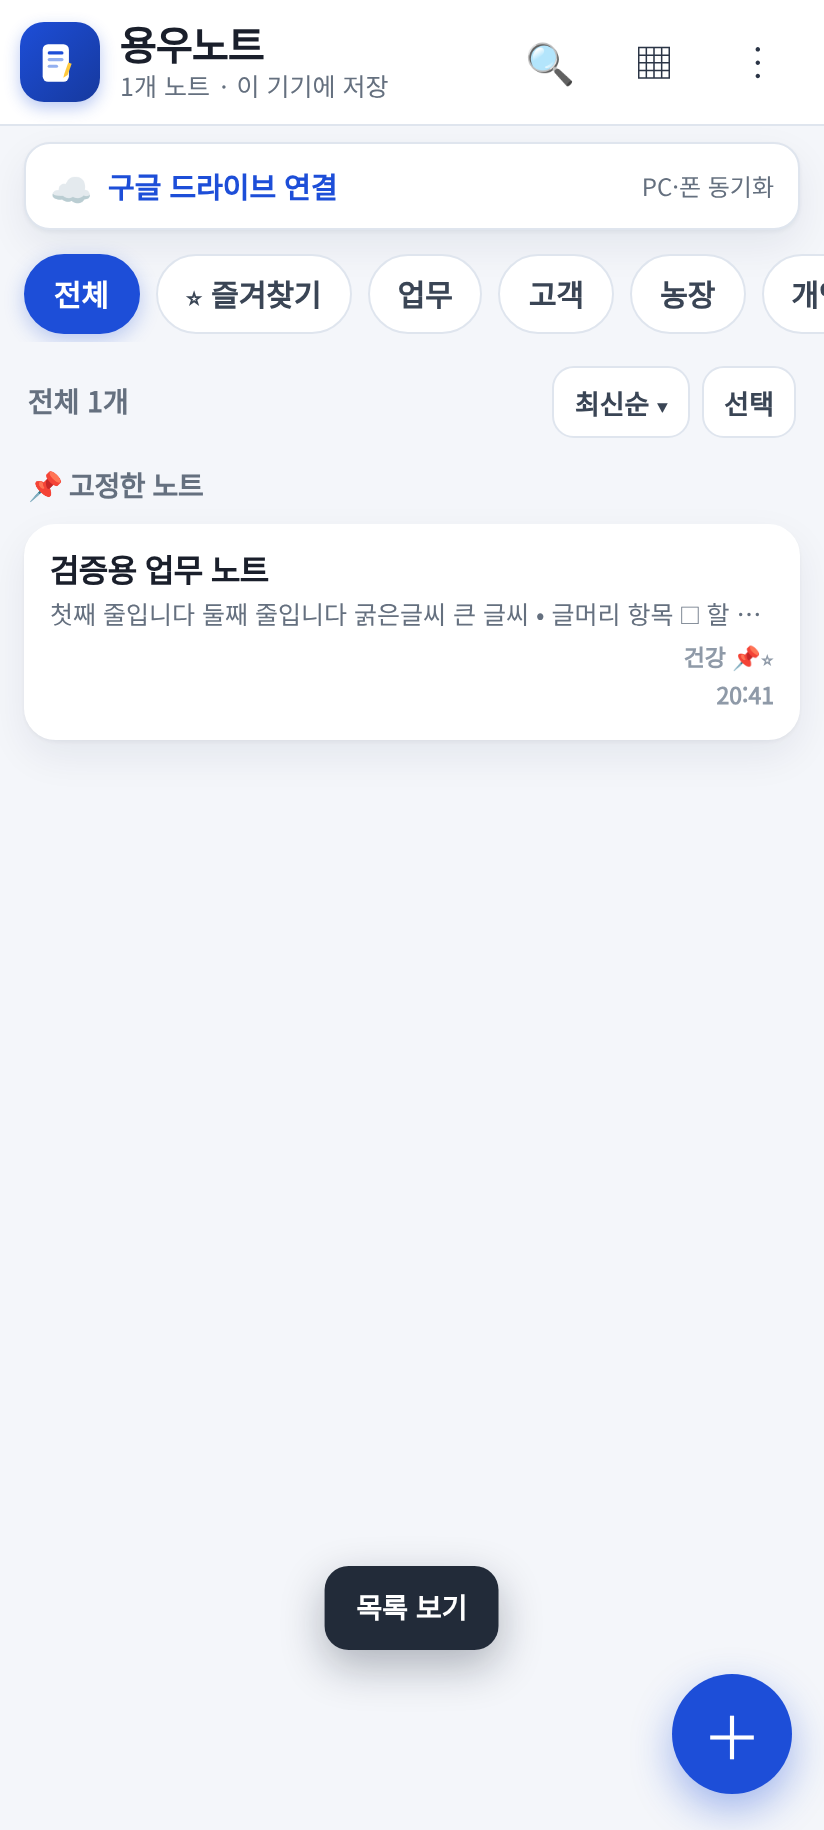 용우노트
1개 노트 · 이 기기에 저장
구글 드라이브 연결
PC·폰 동기화
전체
⭐ 즐겨찾기
업무
고객
농장
전체 1개
최신순 ▾
선택
📌 고정한 노트
검증용 업무 노트
첫째 줄입니다 둘째 줄입니다 굵은글씨 큰 글씨 • 글머리 항목 ☐ 할 …
건강 📌⭐
20:41
목록 보기